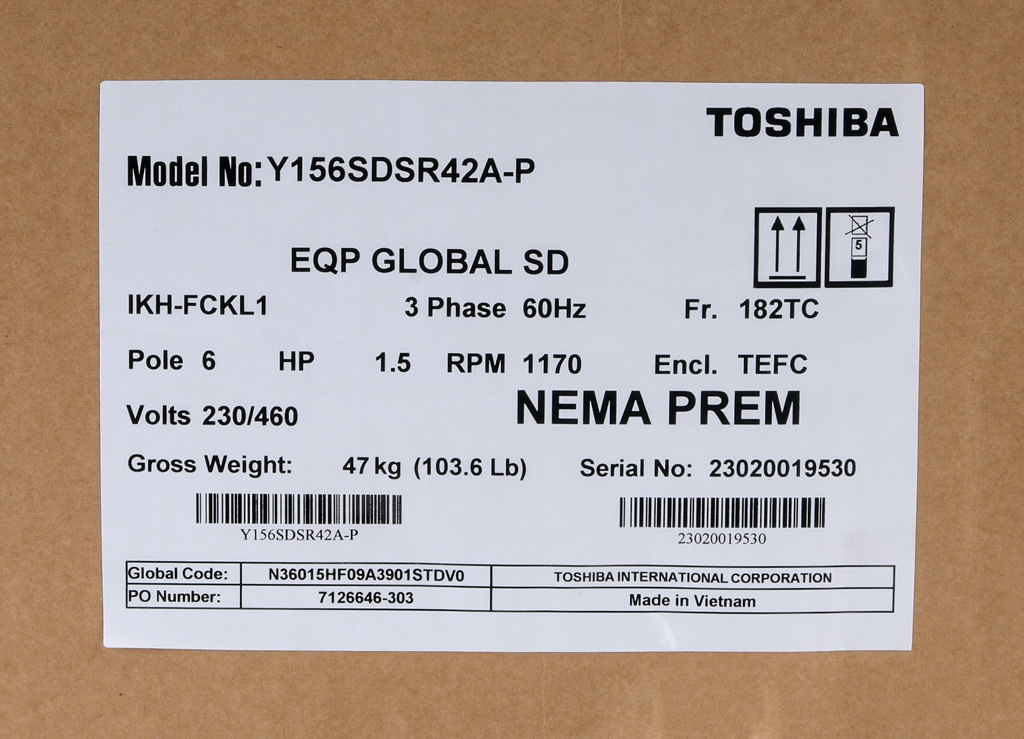 TOSHIBA
Model No: Y156SDSR42A-P
5
EQP GLOBAL SD
IKH-FCKL1 3 Phase 60Hz Fr. 182TC
Pole 6 HP 1.5 RPM 1170 Encl. TEFC
Volts 230/460 NEMA PREM
Gross Weight: 47 kg (103.6 Lb) Serial No: 23020019530
Y156SDSR42A-P 23020019530
Global Code: N36015HF09A3901STDV0 TOSHIBA INTERNATIONAL CORPORATION
PO Number: 7126646-303 Made in Vietnam